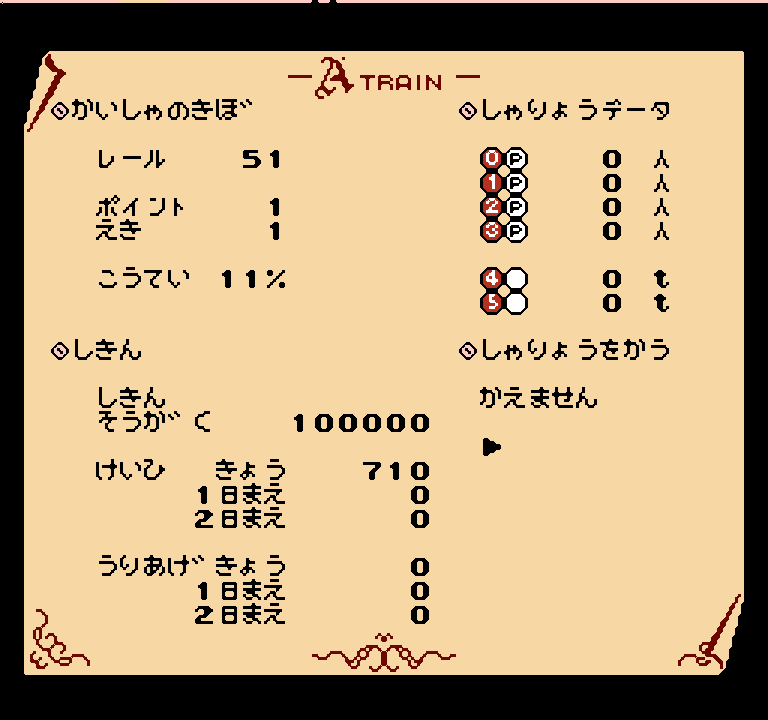 A TRAIN
かいしゃのきぼ
レール 51
ポイント 1
えき 1
こうてい 11%
しきん
しきん
そうがく 100000
けいひ きょう 710
1日まえ 0
2日まえ 0
うりあげ きょう 0
1日まえ 0
2日まえ 0
しゃりょうデータ
0 P 0 人
1 P 0 人
2 P 0 人
3 P 0 人
4 0 t
5 0 t
しゃりょうをかう
かえません